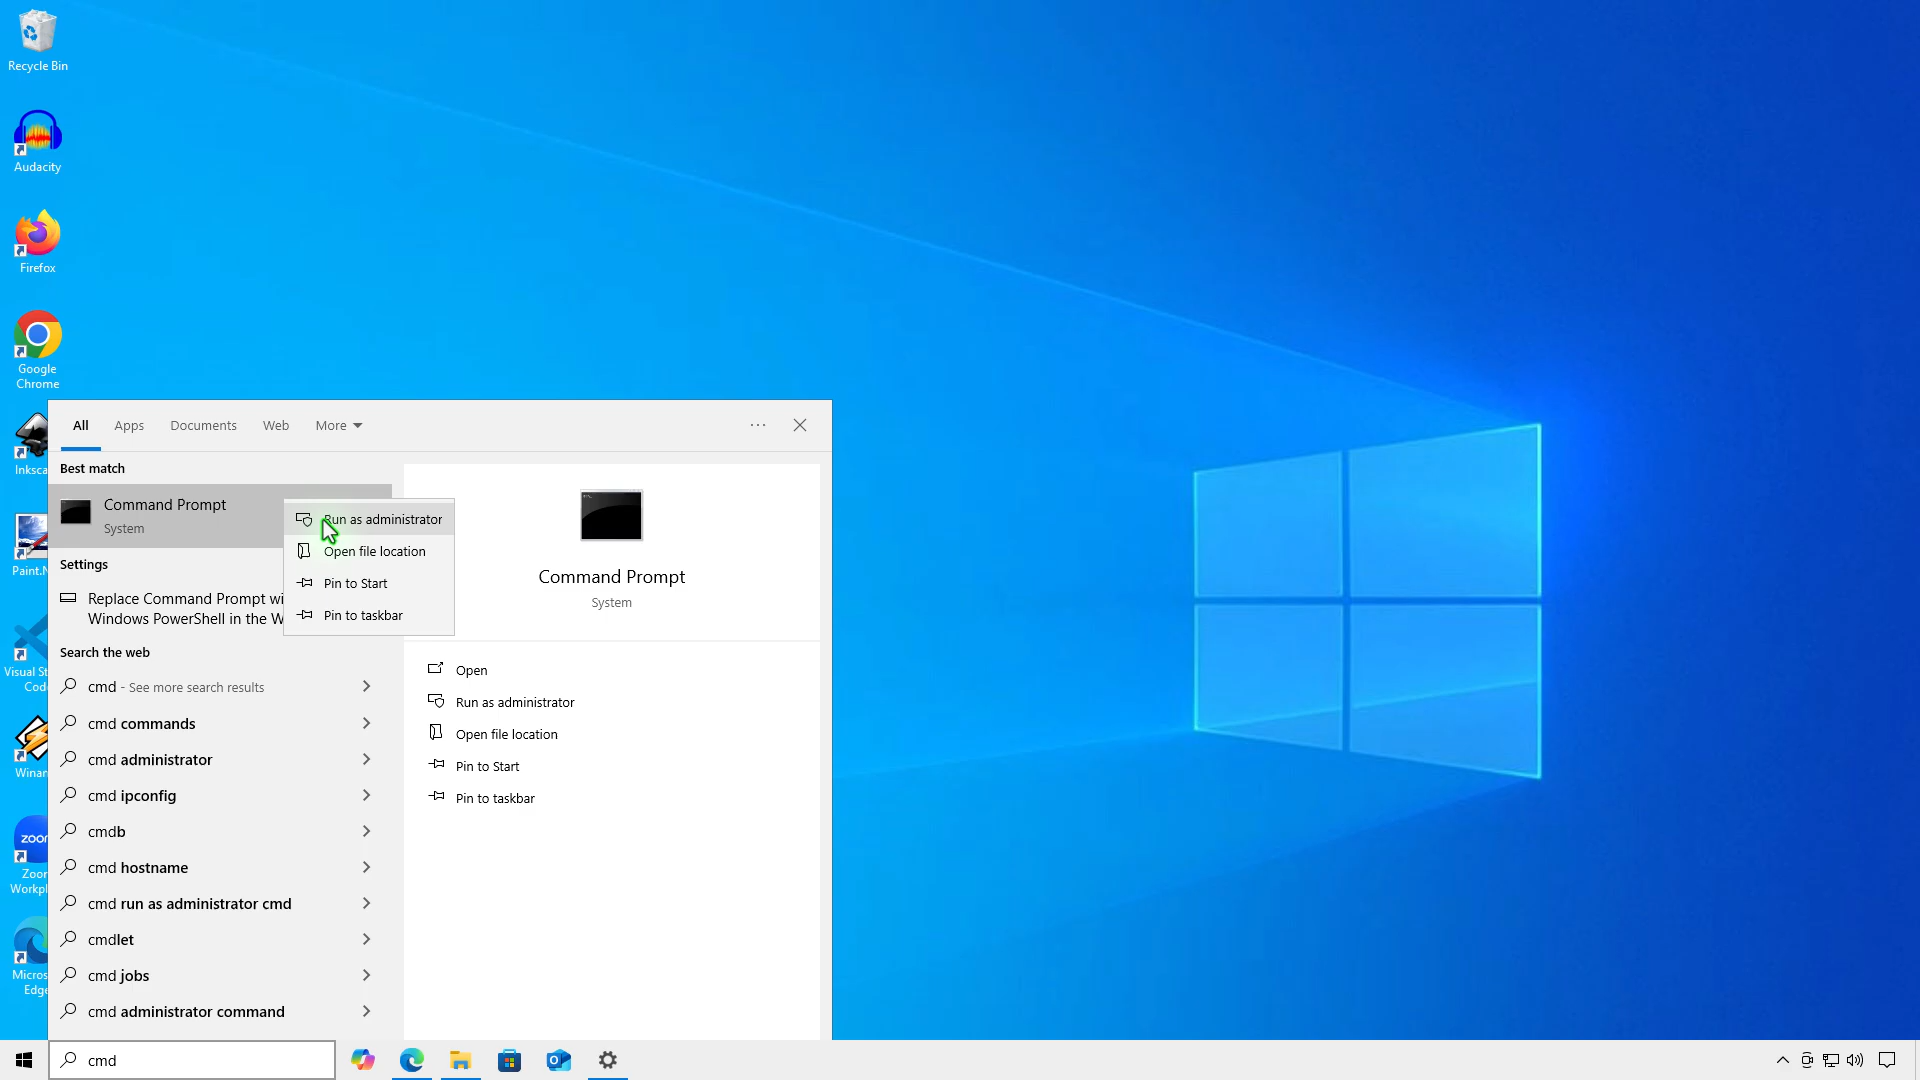 Recycle Bin
Audacity
Firefox
Google
Chrome
Inksca
Paint.N
Visual St
Cod
Winam
zoom
Zoor
Workpl
Micros
Edge
All
Apps
Documents
Web
More
Best match
Command Prompt
System
Run as administrator
Open file location
Pin to Start
Pin to taskbar
Settings
Replace Command Prompt wi
Windows PowerShell in the W
Search the web
cmd - See more search results
cmd commands
cmd administrator
cmd ipconfig
cmdb
cmd hostname
cmd run as administrator cmd
cmdlet
cmd jobs
cmd administrator command
Command Prompt
System
Open
Run as administrator
Open file location
Pin to Start
Pin to taskbar
cmd